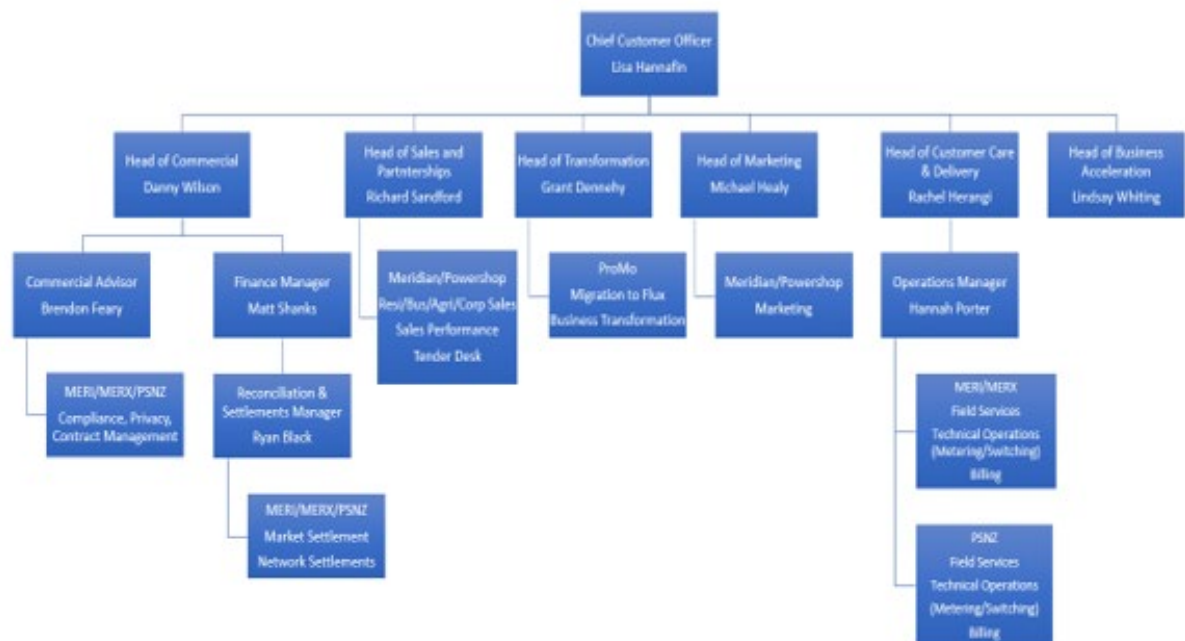 Chief Customer Officer
Lisa Hannafin
Head of Commercial
Danny Wilson
Head of Sales and
Partnterships
Richard Sandford
Head of Transformation
Grant Dennehy
Head of Marketing
Michael Healy
Head of Customer Care
& Delivery
Rachel Herangi
Head of Business
Acceleration
Lindsay Whiting
Commercial Advisor
Brendon Feary
Finance Manager
Matt Shanks
Meridian/Powershop
Resi/Bus/Agri/Corp Sales
Sales Performance
Tender Desk
ProMo
Migration to Flux
Business Transformation
Meridian/Powershop
Marketing
Operations Manager
Hannah Porter
MERI/MERX/PSNZ
Compliance, Privacy,
Contract Management
Reconciliation &
Settlements Manager
Ryan Black
MERI/MERX
Field Services
Technical Operations
(Metering/Switching)
Billing
MERI/MERX/PSNZ
Market Settlement
Network Settlements
PSNZ
Field Services
Technical Operations
(Metering/Switching)
Billing